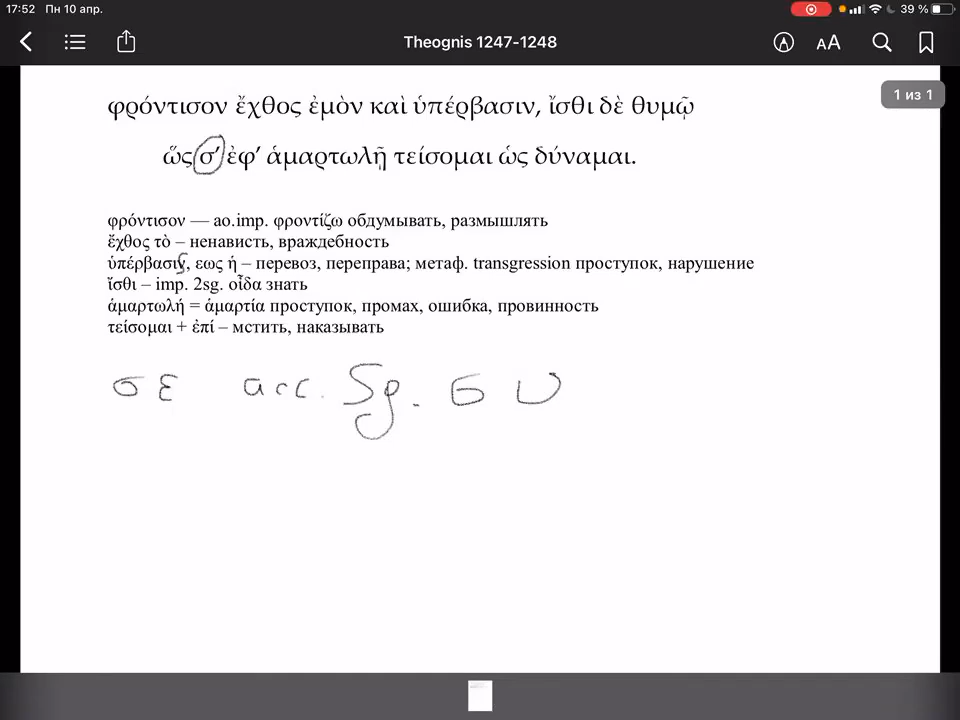 17:52 Пн 10 апр. 39 %
Theognis 1247-1248 AA
1 из 1
φρόντισον ἔχθος ἐμὸν καὶ ὑπέρβασιν, ἴσθι δὲ θυμῷ
ὥς σ’ ἐφ’ ἁμαρτωλῇ τείσομαι ὡς δύναμαι.
φρόντισον — ao.imp. φροντίζω обдумывать, размышлять
ἔχθος τὸ – ненависть, враждебность
ὑπέρβασις, εως ἡ – перевоз, переправа; метаф. transgression проступок, нарушение
ἴσθι – imp. 2sg. οἶδα знать
ἁμαρτωλή = ἁμαρτία проступок, промах, ошибка, провинность
τείσομαι + ἐπί – мстить, наказывать
σε acc. Sg. σύ